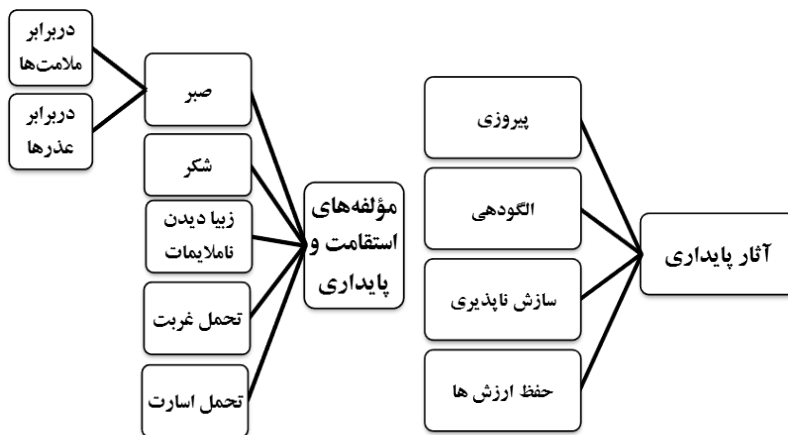 آثار پایداری
پیروزی
الگودهی
سازش ناپذیری
حفظ ارزش ها
مؤلفه‌های
استقامت و
پایداری
صبر
شکر
زیبا دیدن
ناملایمات
تحمل غربت
تحمل اسارت
دربرابر
ملامت‌ها
دربرابر
عذرها